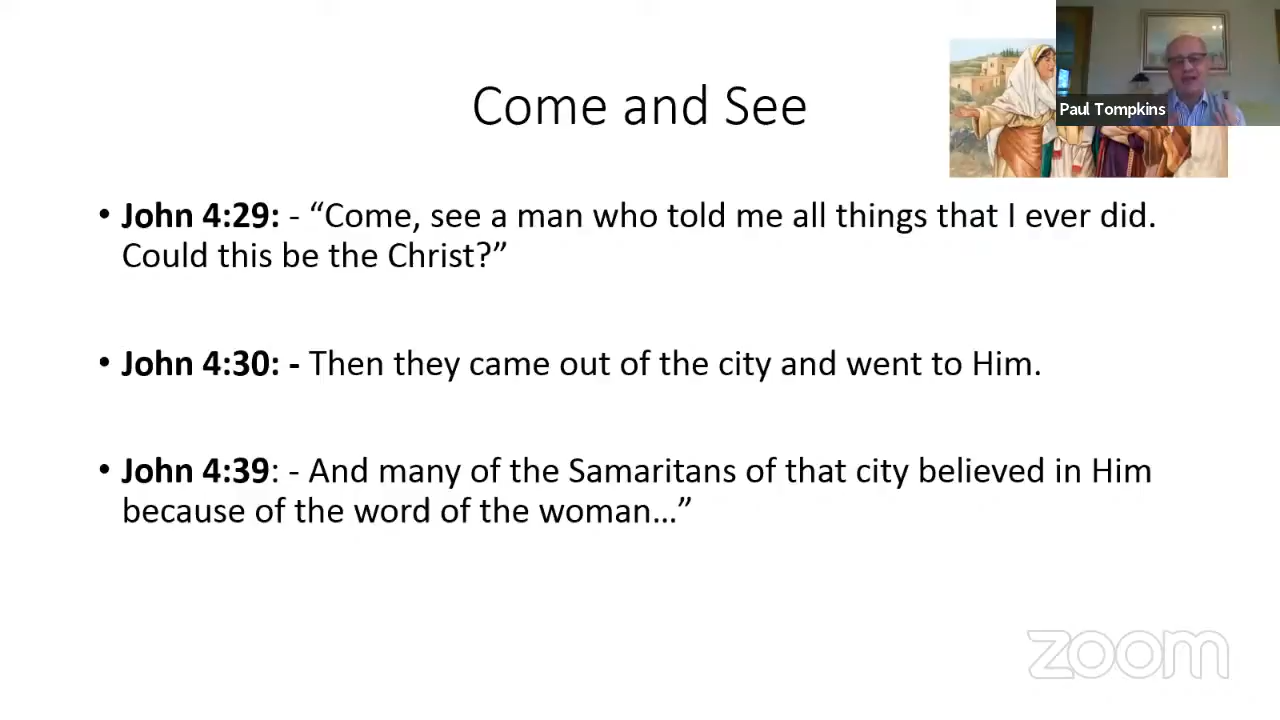 Come and See
Paul Tompkins
• John 4:29: - “Come, see a man who told me all things that I ever did.
Could this be the Christ?”
• John 4:30: - Then they came out of the city and went to Him.
• John 4:39: - And many of the Samaritans of that city believed in Him
because of the word of the woman…”
zoom